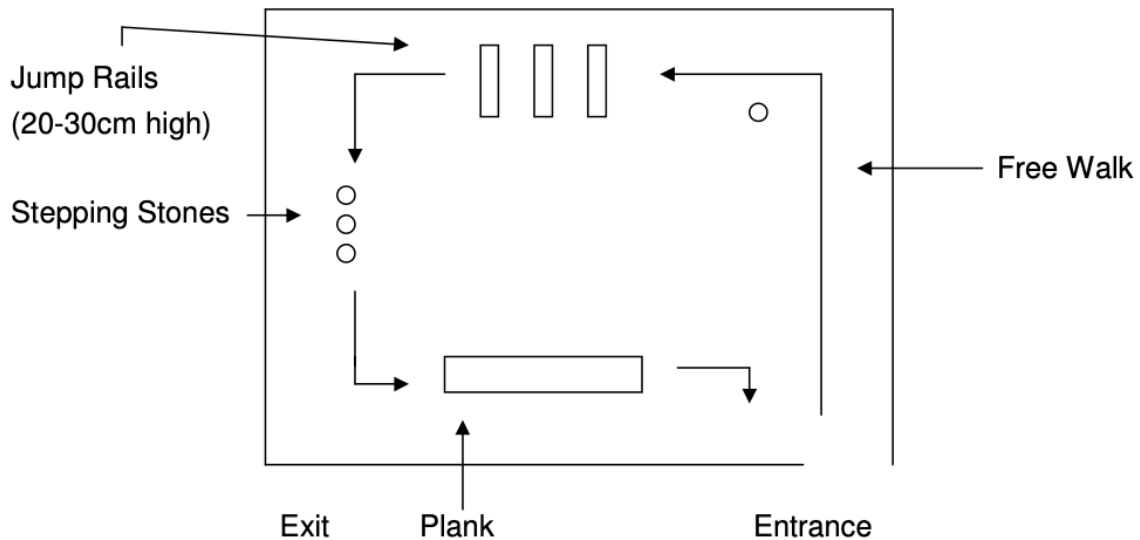 Jump Rails
(20-30cm high)
Free Walk
Stepping Stones
Exit
Plank
Entrance